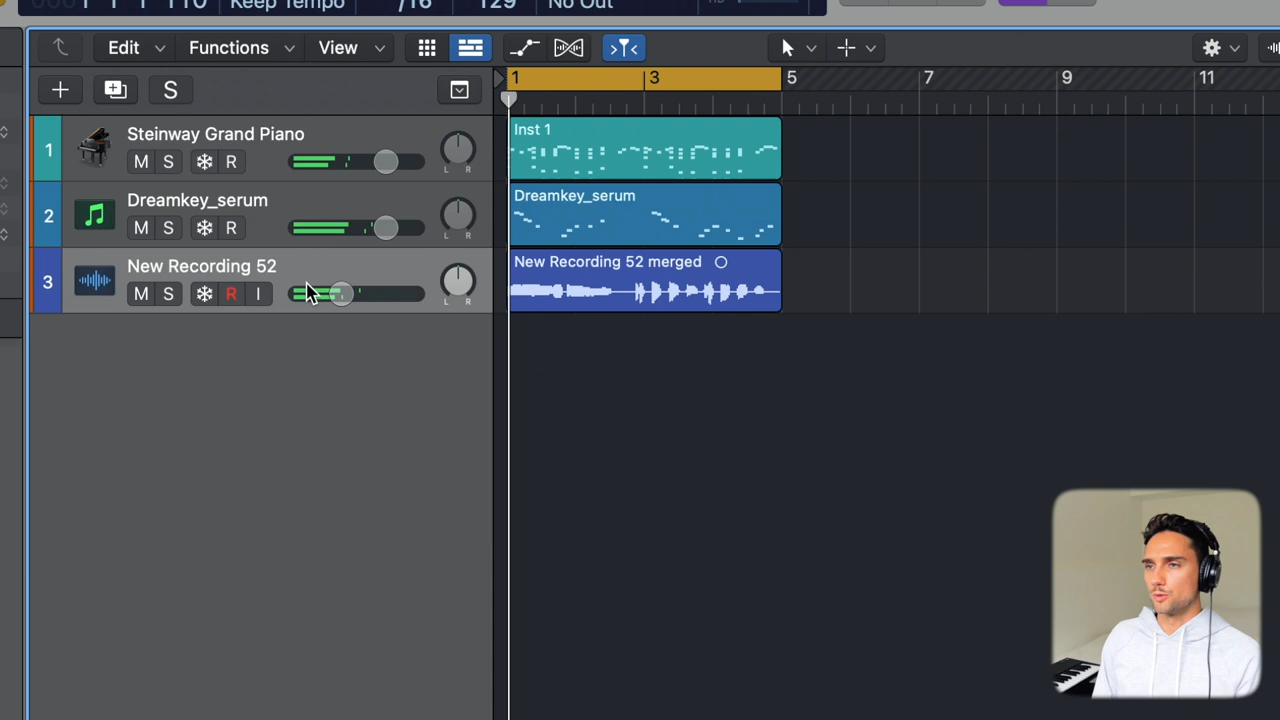 Keep Tempo /16 129 No Out
Edit Functions View
S
1 3 5 7 9 11
1 Steinway Grand Piano
M S R
L R
Inst 1
2 Dreamkey_serum
M S R
L R
Dreamkey_serum
3 New Recording 52
M S R I
L R
New Recording 52 merged